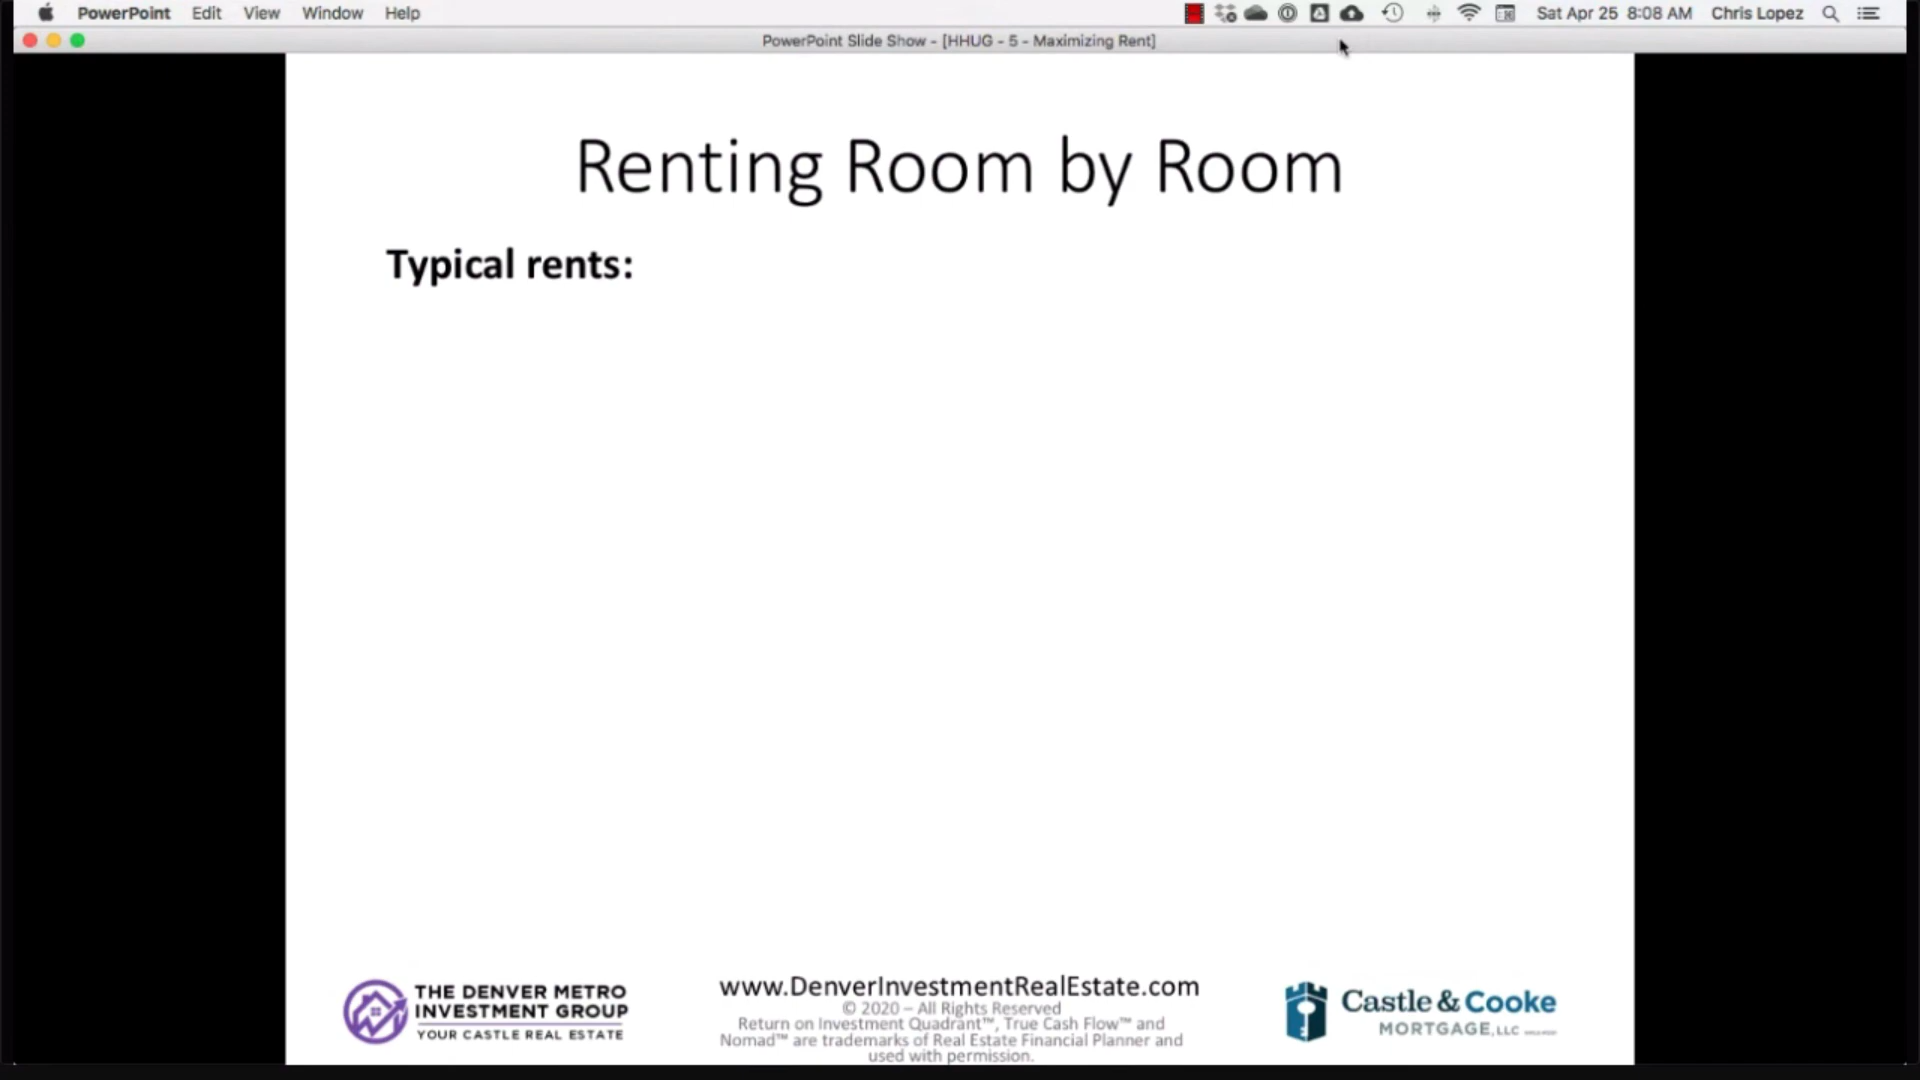 PowerPoint Edit View Window Help Sat Apr 25 8:08 AM Chris Lopez
PowerPoint Slide Show - [HHUG - 5 - Maximizing Rent]
Renting Room by Room
Typical rents:
THE DENVER METRO
INVESTMENT GROUP
YOUR CASTLE REAL ESTATE
www.DenverInvestmentRealEstate.com
© 2020 – All Rights Reserved
Return on Investment Quadrant™, True Cash Flow™ and
Nomad™ are trademarks of Real Estate Financial Planner and
used with permission.
Castle & Cooke
MORTGAGE, LLC